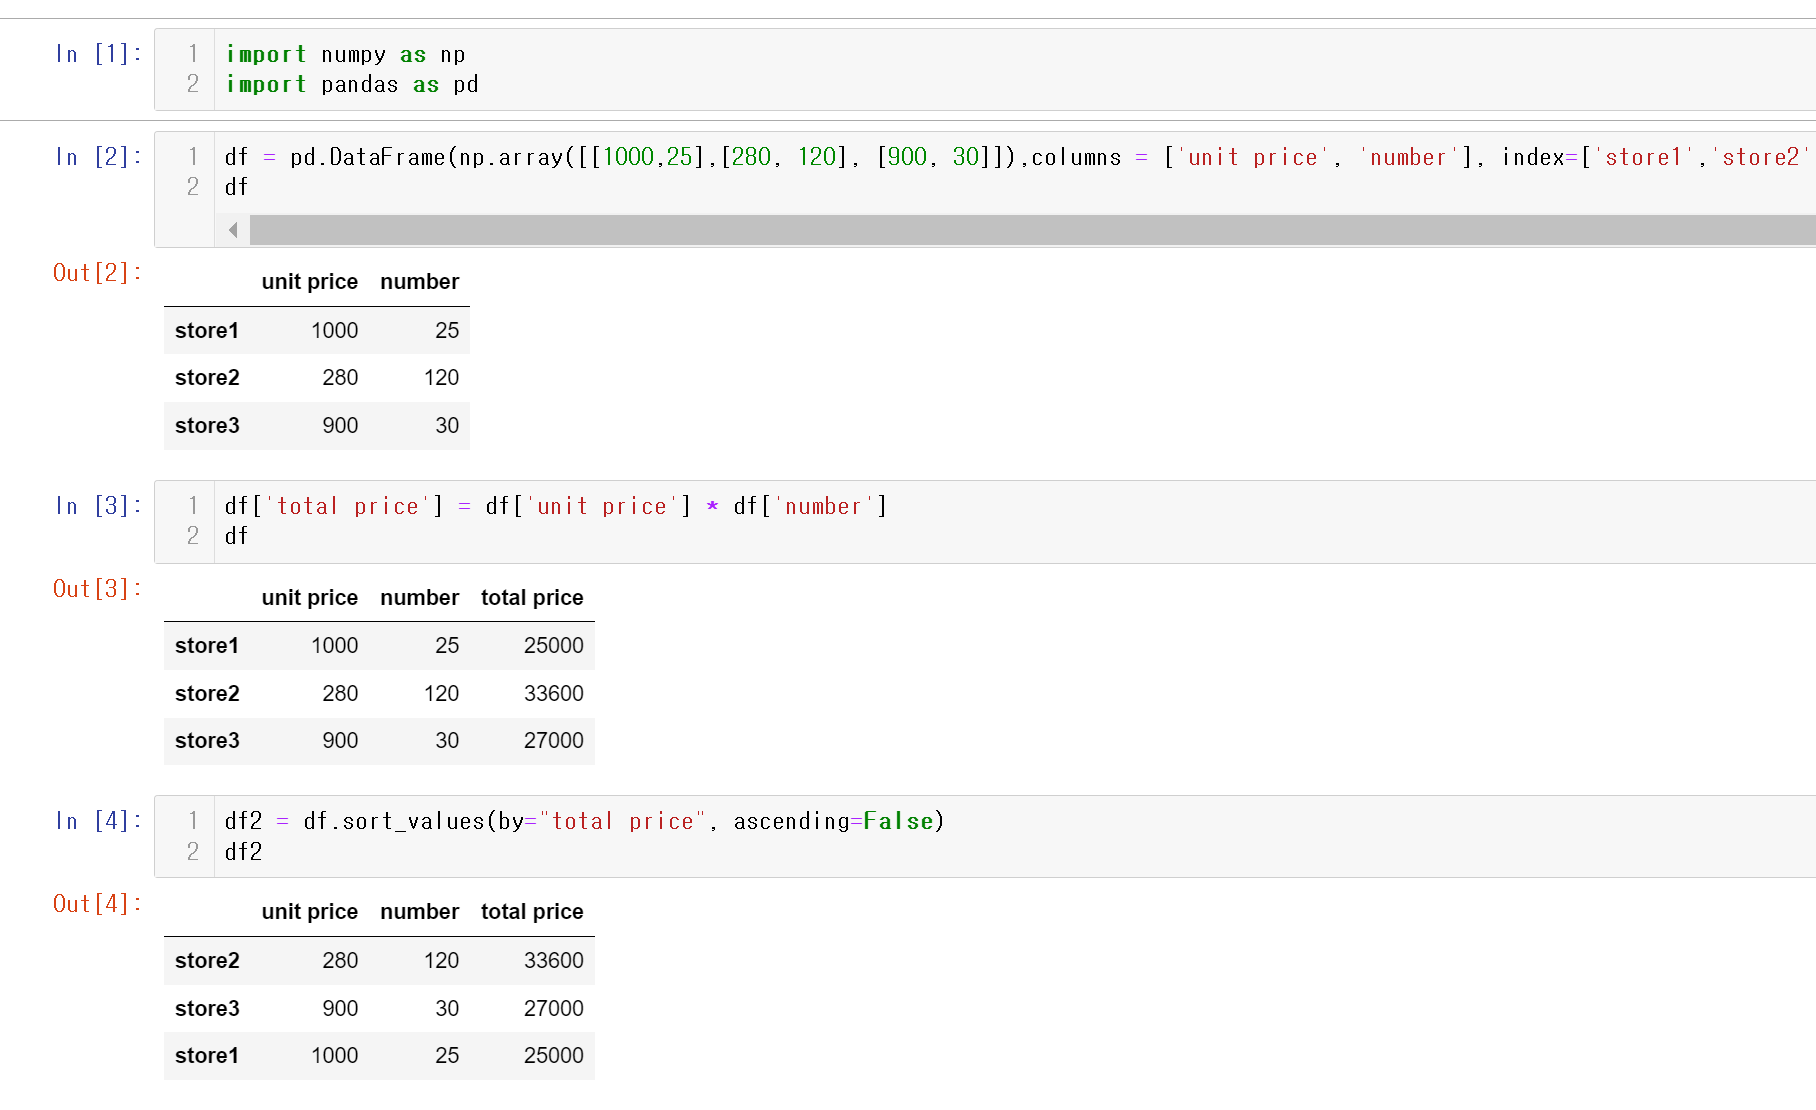 In [1]:
1 import numpy as np
2 import pandas as pd
In [2]:
1 df = pd.DataFrame(np.array([[1000,25],[280, 120], [900, 30]]),columns = ['unit price', 'number'], index=['store1','store2'
2 df
Out[2]:
unit price number
store1 1000 25
store2 280 120
store3 900 30
In [3]:
1 df['total price'] = df['unit price'] * df['number']
2 df
Out[3]:
unit price number total price
store1 1000 25 25000
store2 280 120 33600
store3 900 30 27000
In [4]:
1 df2 = df.sort_values(by="total price", ascending=False)
2 df2
Out[4]:
unit price number total price
store2 280 120 33600
store3 900 30 27000
store1 1000 25 25000